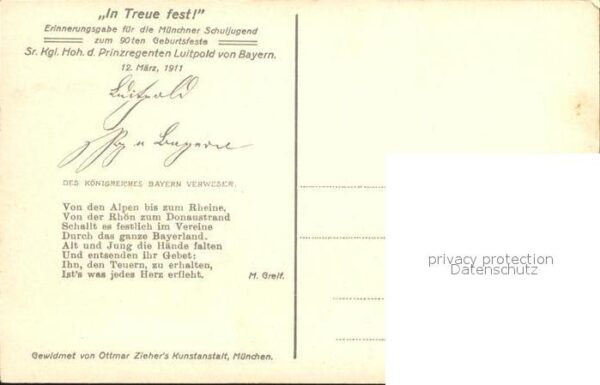 „In Treue fest!"
Erinnerungsgabe für die Münchner Schuljugend
zum 90ten Geburtsfeste
Sr. Kgl. Hoh. d. Prinzregenten Luitpold von Bayern.
12. März, 1911
Luitpold
Bayern
DES KÖNIGREICHES BAYERN VERWESER.
Von den Alpen bis zum Rheine,
Von der Rhön zum Donaustrand
Schallt es festlich im Vereine
Durch das ganze Bayerland.
Alt und Jung die Hände falten
Und entsenden ihr Gebet:
Ihn, den Teuern, zu erhalten,
Ist's was jedes Herz erfleht. M. Greif.
Gewidmet von Ottmar Zieher's Kunstanstalt, München.
privacy protection
Datenschutz